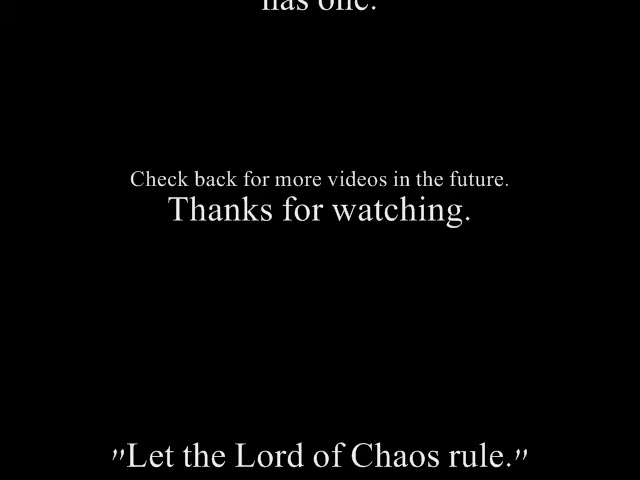 has one.
Check back for more videos in the future.
Thanks for watching.
"Let the Lord of Chaos rule."